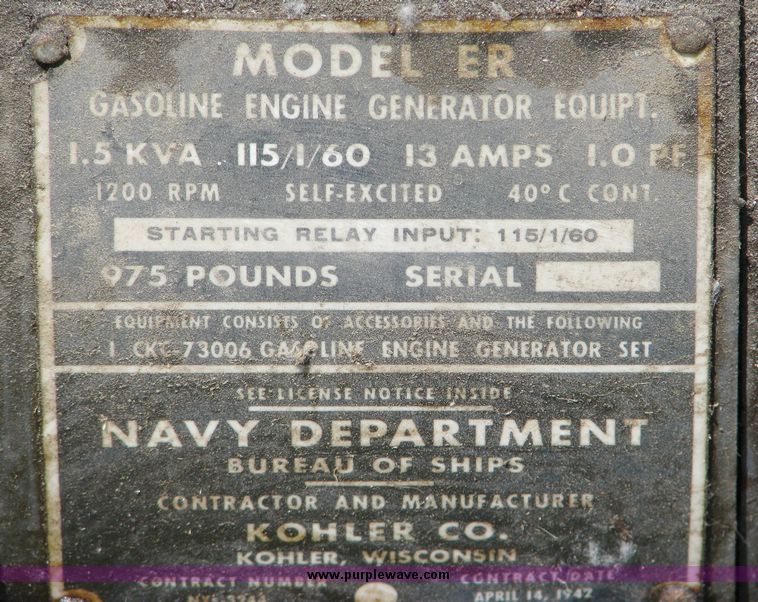 MODEL ER
GASOLINE ENGINE GENERATOR EQUIPT.
1.5 KVA 115/1/60 13 AMPS 1.0 PF
1200 RPM SELF-EXCITED 40°C CONT.
STARTING RELAY INPUT: 115/1/60
975 POUNDS SERIAL
EQUIPMENT CONSISTS OF ACCESSORIES AND THE FOLLOWING
1 CKC-73006 GASOLINE ENGINE GENERATOR SET
SEE LICENSE NOTICE INSIDE
NAVY DEPARTMENT
BUREAU OF SHIPS
CONTRACTOR AND MANUFACTURER
KOHLER CO.
KOHLER, WISCONSIN
CONTRACT NUMBER CONTRACT DATE
www.purplewave.com
APRIL 14, 1942